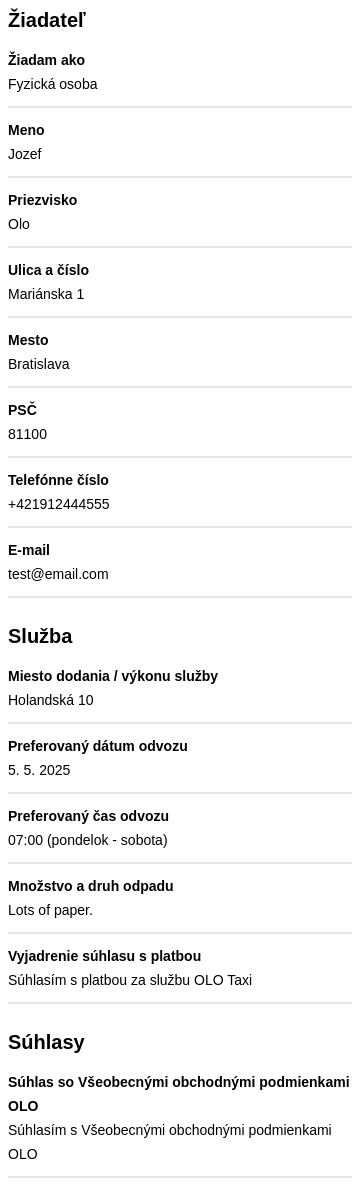 Žiadateľ
Žiadam ako
Fyzická osoba
Meno
Jozef
Priezvisko
Olo
Ulica a číslo
Mariánska 1
Mesto
Bratislava
PSČ
81100
Telefónne číslo
+421912444555
E-mail
test@email.com
Služba
Miesto dodania / výkonu služby
Holandská 10
Preferovaný dátum odvozu
5. 5. 2025
Preferovaný čas odvozu
07:00 (pondelok - sobota)
Množstvo a druh odpadu
Lots of paper.
Vyjadrenie súhlasu s platbou
Súhlasím s platbou za službu OLO Taxi
Súhlasy
Súhlas so Všeobecnými obchodnými podmienkami
OLO
Súhlasím s Všeobecnými obchodnými podmienkami
OLO